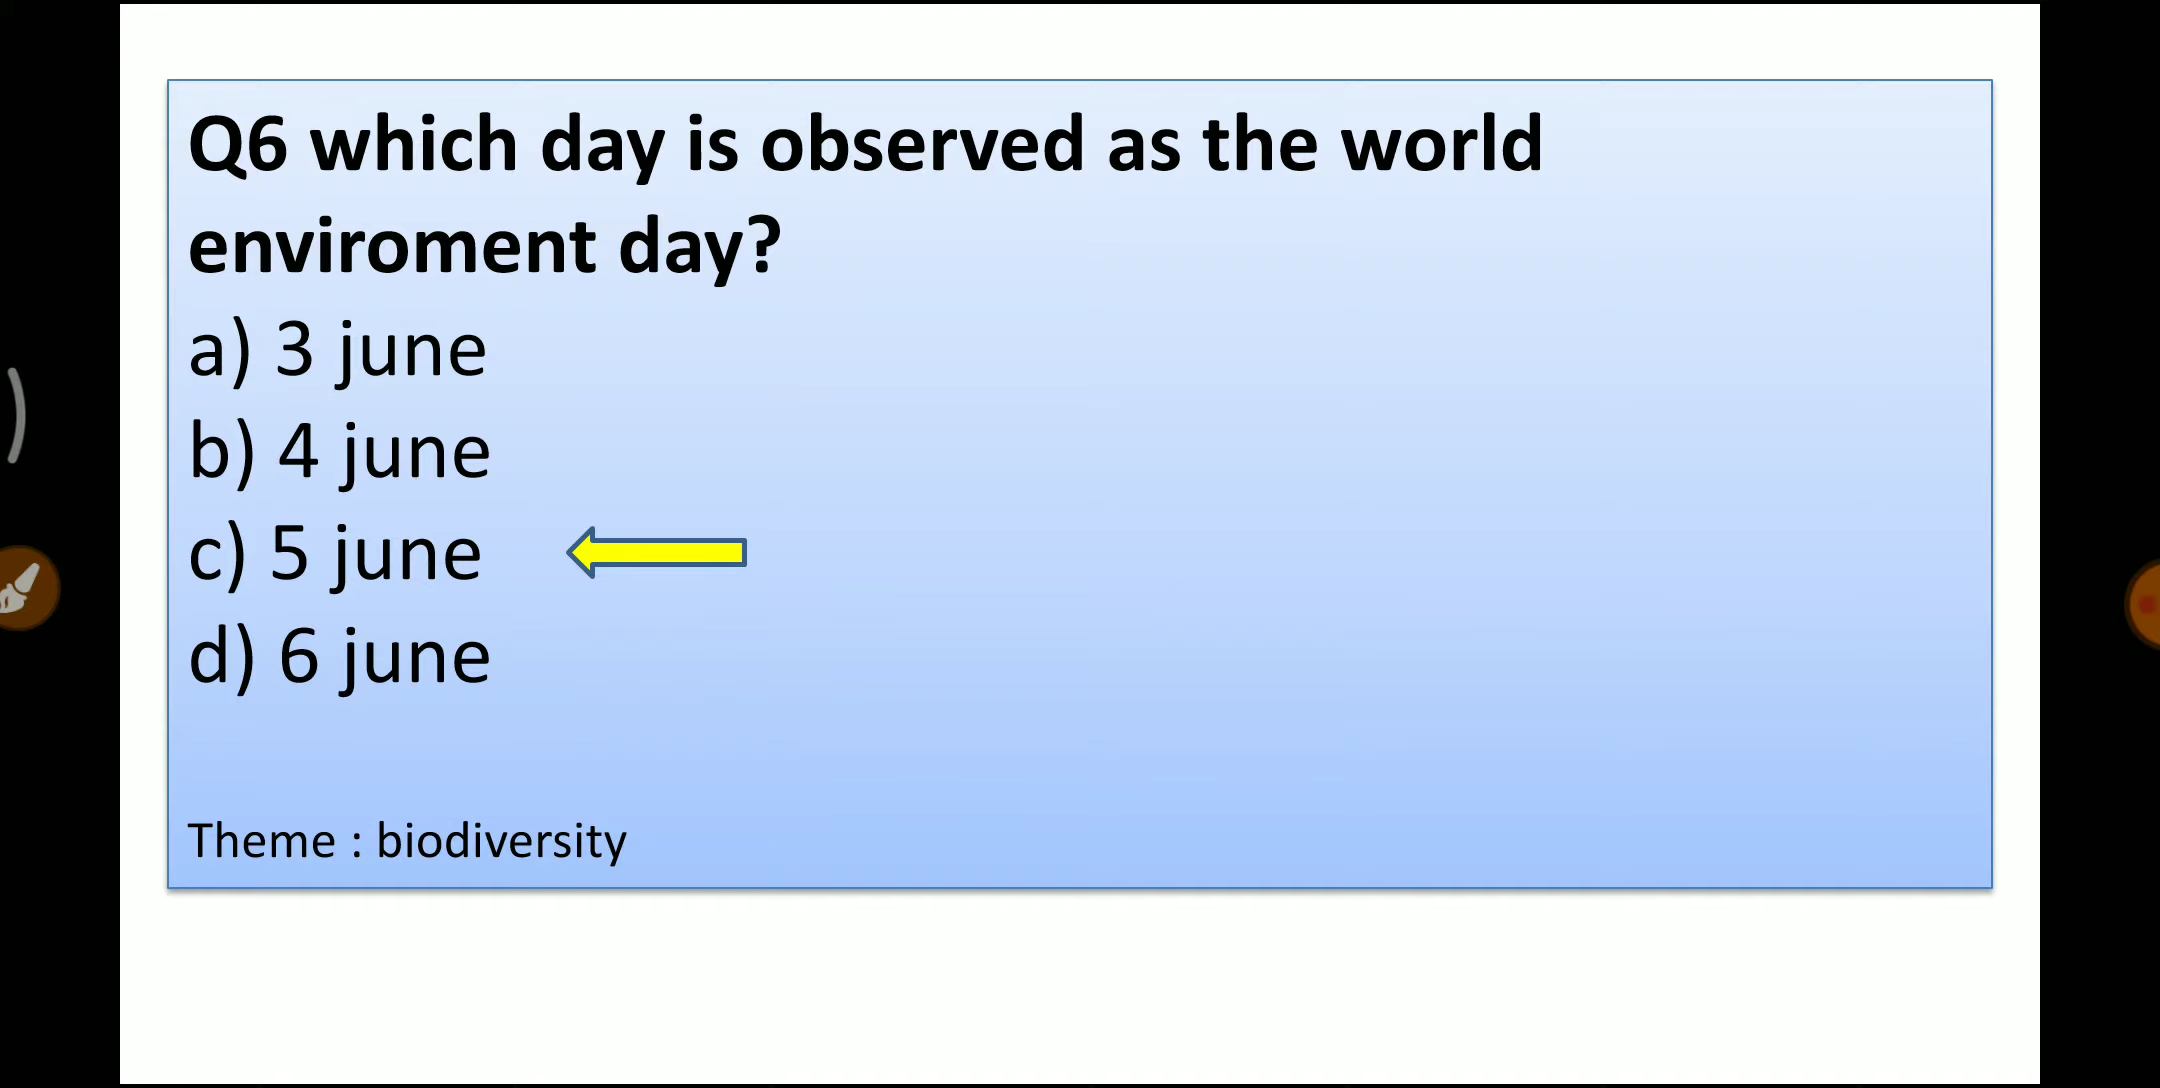 Q6 which day is observed as the world
enviroment day?
a) 3 june
b) 4 june
c) 5 june
d) 6 june
Theme : biodiversity